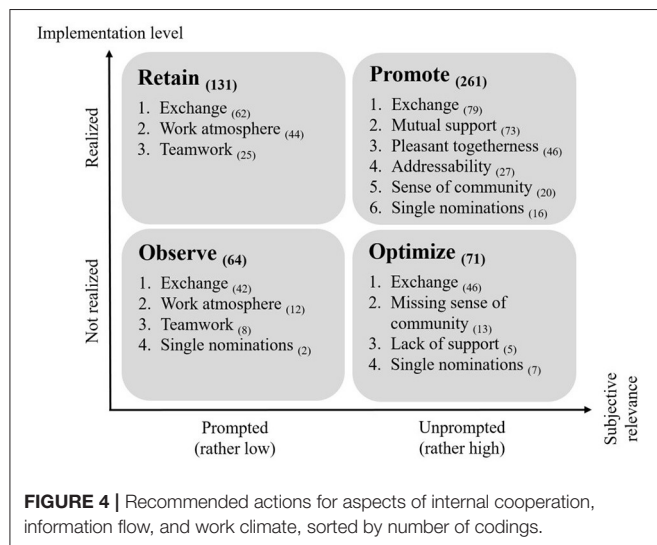 Implementation level
Realized
Not realized
Retain (131)
1. Exchange (62)
2. Work atmosphere (44)
3. Teamwork (25)
Promote (261)
1. Exchange (79)
2. Mutual support (73)
3. Pleasant togetherness (46)
4. Addressability (27)
5. Sense of community (20)
6. Single nominations (16)
Observe (64)
1. Exchange (42)
2. Work atmosphere (12)
3. Teamwork (8)
4. Single nominations (2)
Optimize (71)
1. Exchange (46)
2. Missing sense of
community (13)
3. Lack of support (5)
4. Single nominations (7)
Prompted
(rather low)
Unprompted
(rather high)
Subjective
relevance
FIGURE 4 | Recommended actions for aspects of internal cooperation,
information flow, and work climate, sorted by number of codings.